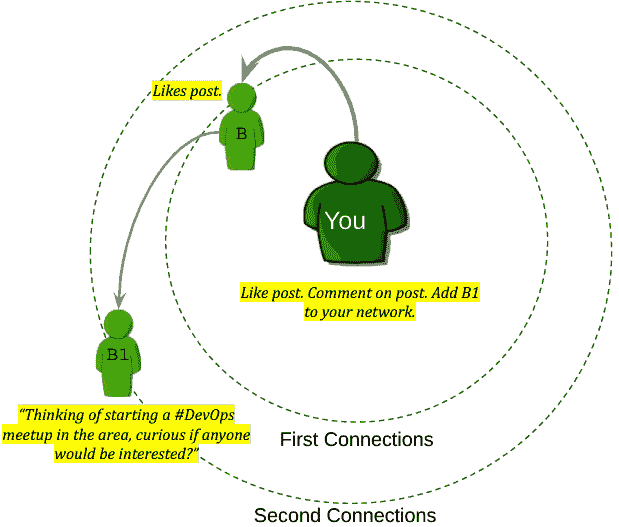 Likes post.
B
You
Like post. Comment on post. Add B1
to your network.
B1
“Thinking of starting a #DevOps
meetup in the area, curious if anyone
would be interested?”
First Connections
Second Connections